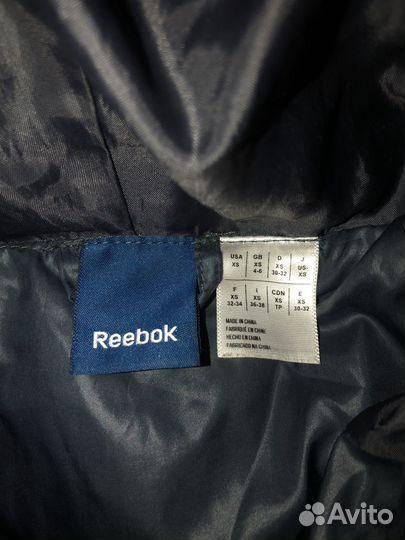 Reebok
USA GB D J
XS XS XS US-
4-6 30-32 XS
F I CDN E
XS XS XS XS
32-34 36-38 TP 30-32
MADE IN CHINA
FABRIQUÉ EN CHINE
HECHO EN CHINA
FABRICADO NA CHINA
Avito